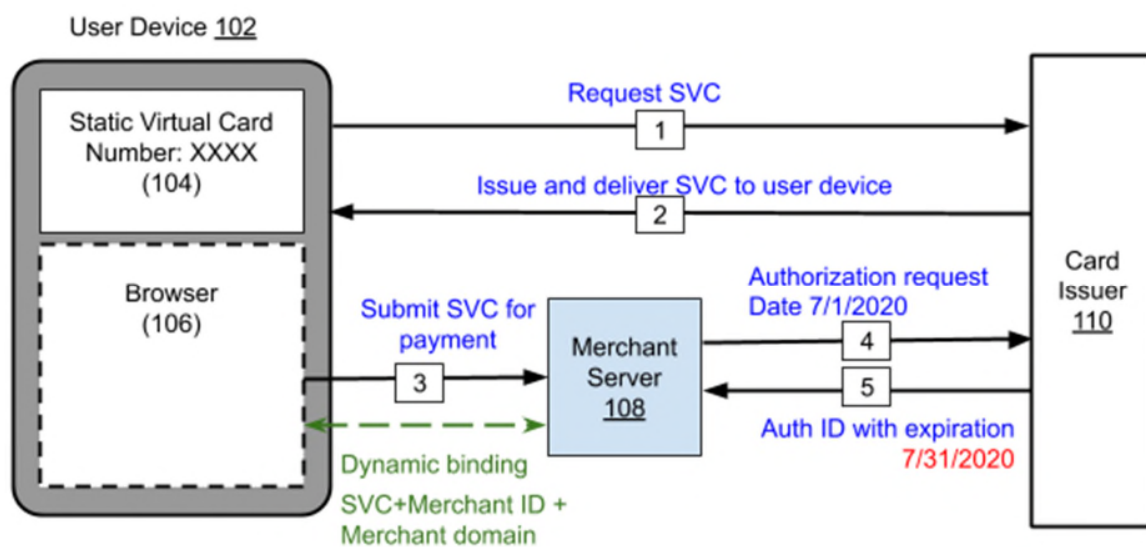 User Device 102
Static Virtual Card
Number: XXXX
(104)
Browser
(106)
Request SVC
1
Issue and deliver SVC to user device
2
Submit SVC for
payment
3
Dynamic binding
SVC+Merchant ID +
Merchant domain
Merchant
Server
108
Authorization request
Date 7/1/2020
4
5
Auth ID with expiration
7/31/2020
Card
Issuer
110